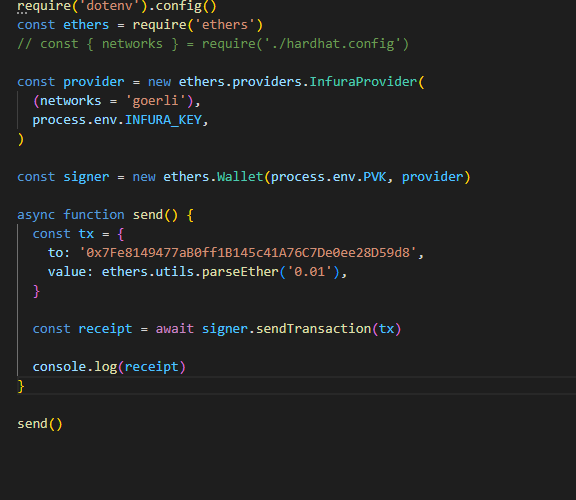 require('dotenv').config()
const ethers = require('ethers')
// const { networks } = require('./hardhat.config')
const provider = new ethers.providers.InfuraProvider(
(networks = 'goerli'),
process.env.INFURA_KEY,
)
const signer = new ethers.Wallet(process.env.PVK, provider)
async function send() {
const tx = {
to: '0x7Fe8149477aB0ff1B145c41A76C7De0ee28D59d8',
value: ethers.utils.parseEther('0.01'),
}
const receipt = await signer.sendTransaction(tx)
console.log(receipt)
}
send()